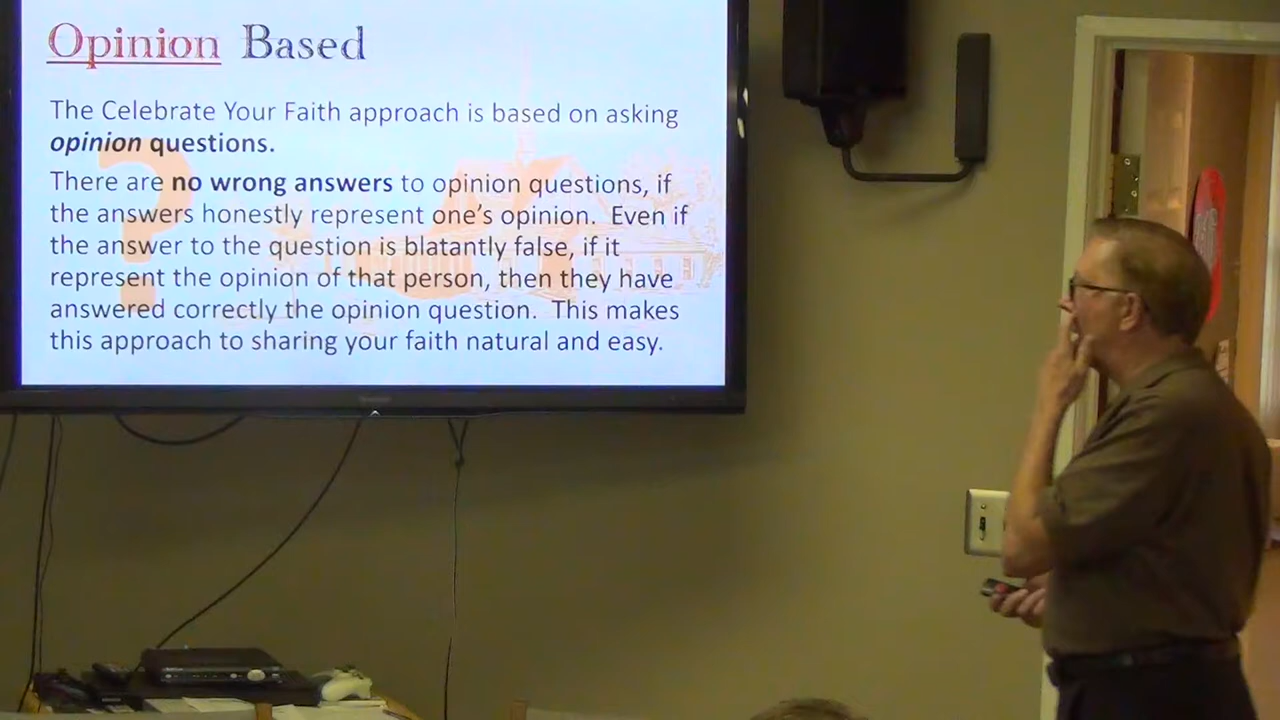 Opinion Based
The Celebrate Your Faith approach is based on asking
opinion questions.
There are no wrong answers to opinion questions, if
the answers honestly represent one's opinion.  Even if
the answer to the question is blatantly false, if it
represent the opinion of that person, then they have
answered correctly the opinion question.  This makes
this approach to sharing your faith natural and easy.